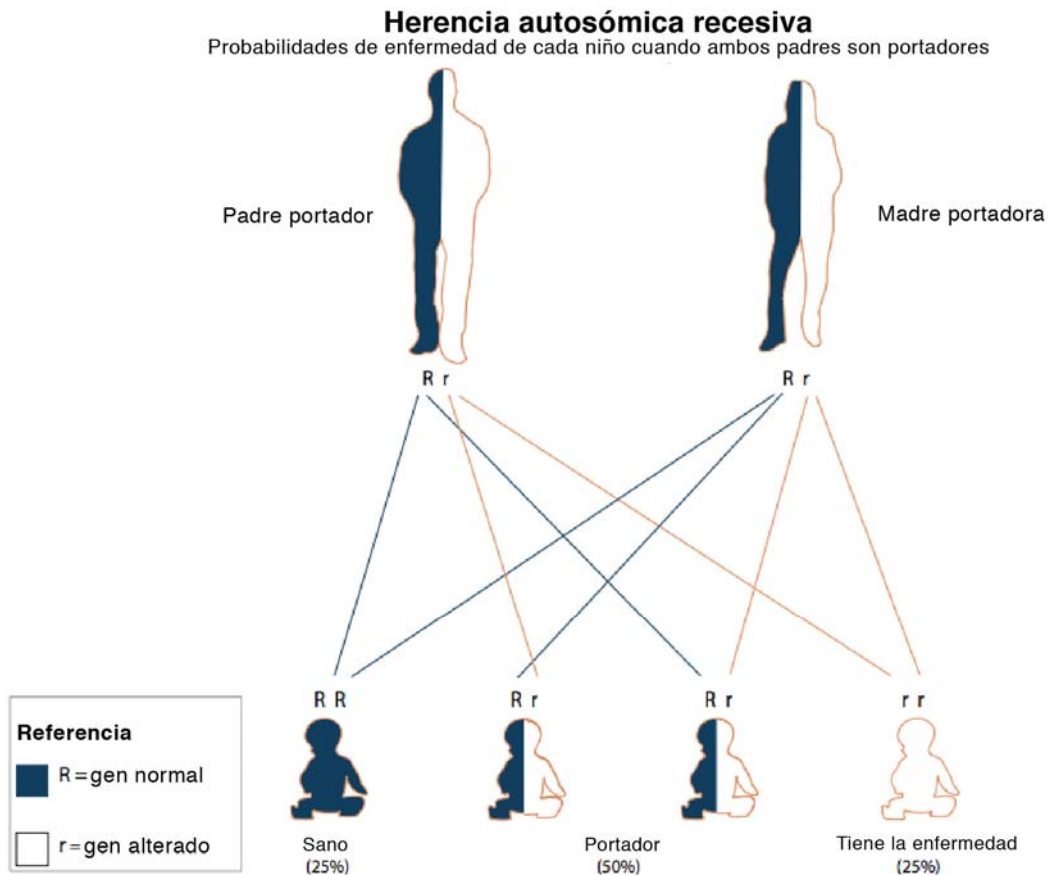 Herencia autosómica recesiva
Probabilidades de enfermedad de cada niño cuando ambos padres son portadores
Padre portador
Madre portadora
R r
R r
R R
R r
R r
r r
Referencia
R=gen normal
r=gen alterado
Sano
(25%)
Portador
(50%)
Tiene la enfermedad
(25%)